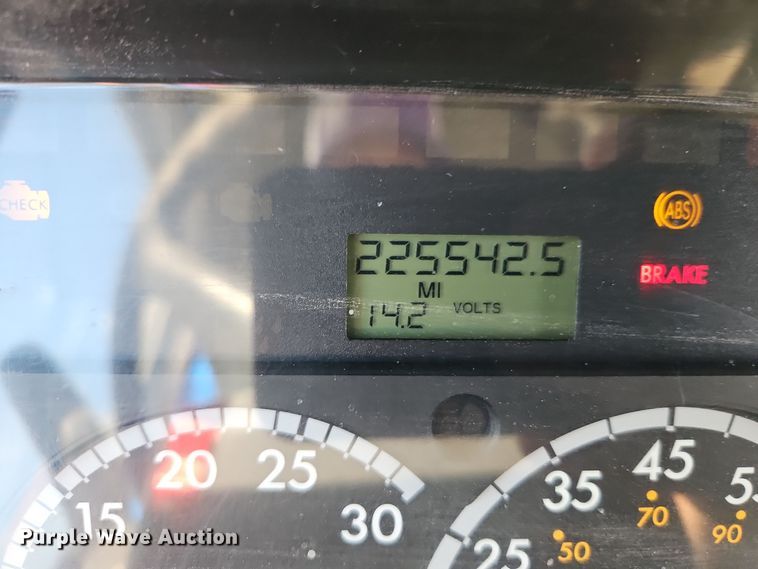 CHECK
ABS
225542.5
BRAKE
MI
14.2 VOLTS
15 20 25 30
25 35 45
50 70 90
Purple Wave Auction